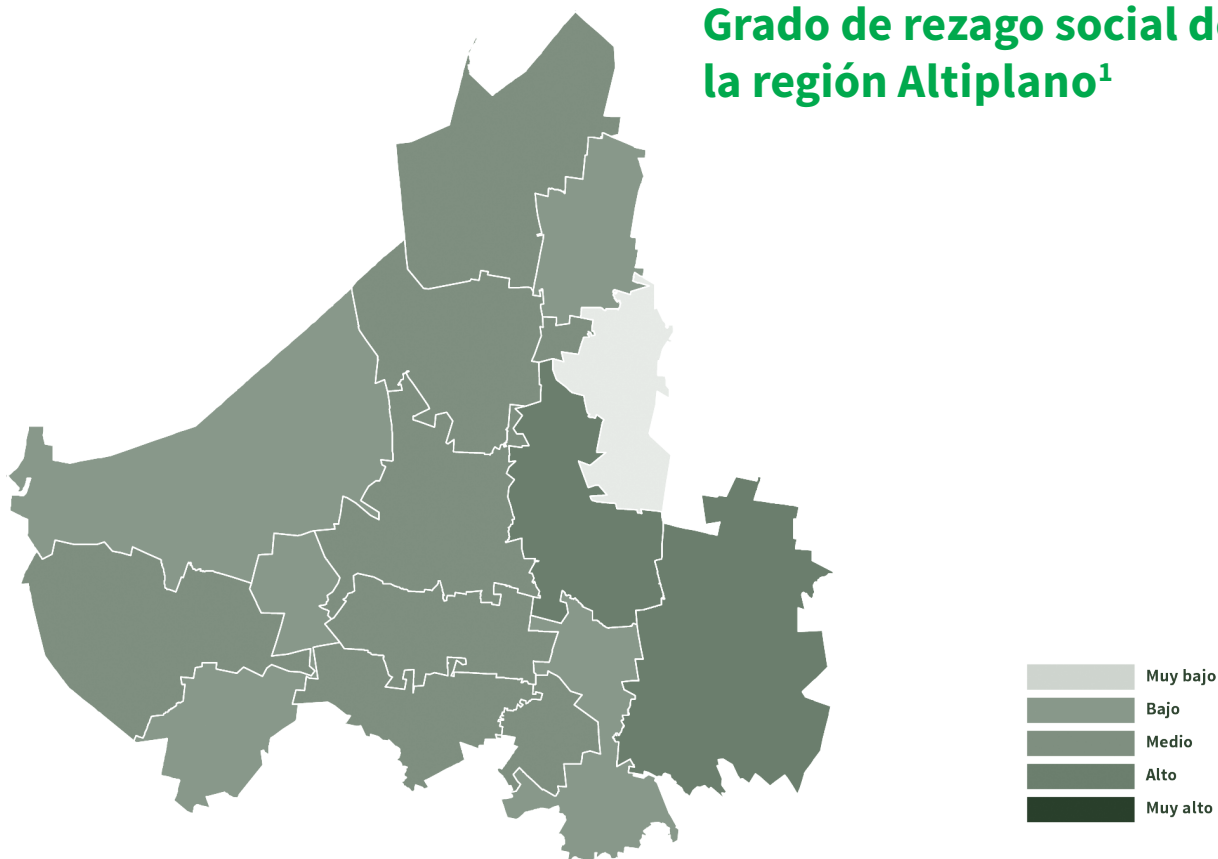 Grado de rezago social de
la región Altiplano¹
Muy bajo
Bajo
Medio
Alto
Muy alto